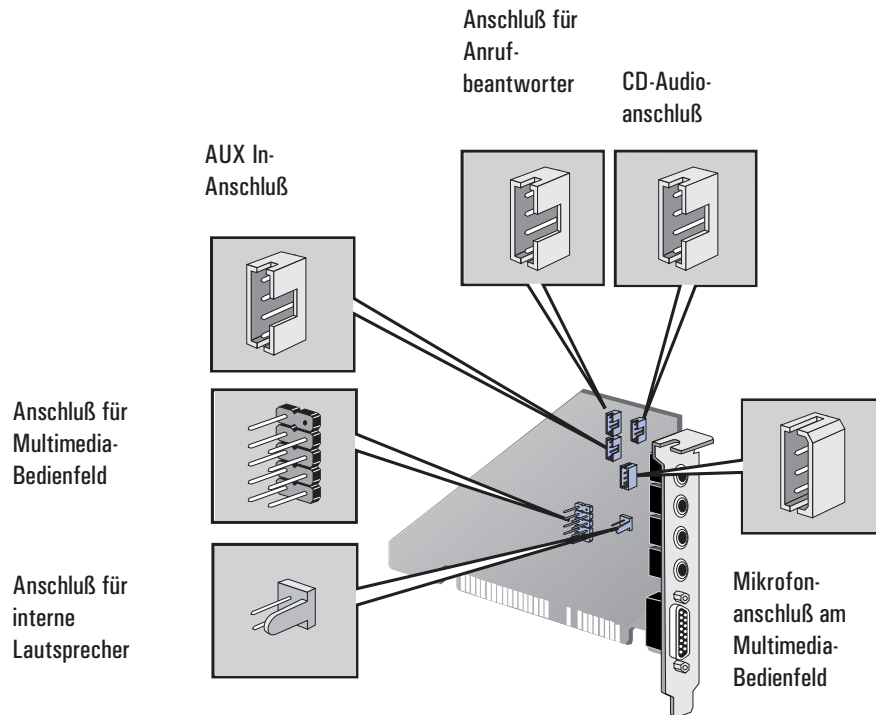 Anschluß für
Anruf-
beantworter
CD-Audio-
anschluß
AUX In-
Anschluß
Anschluß für
Multimedia-
Bedienfeld
Anschluß für
interne
Lautsprecher
Mikrofon-
anschluß am
Multimedia-
Bedienfeld